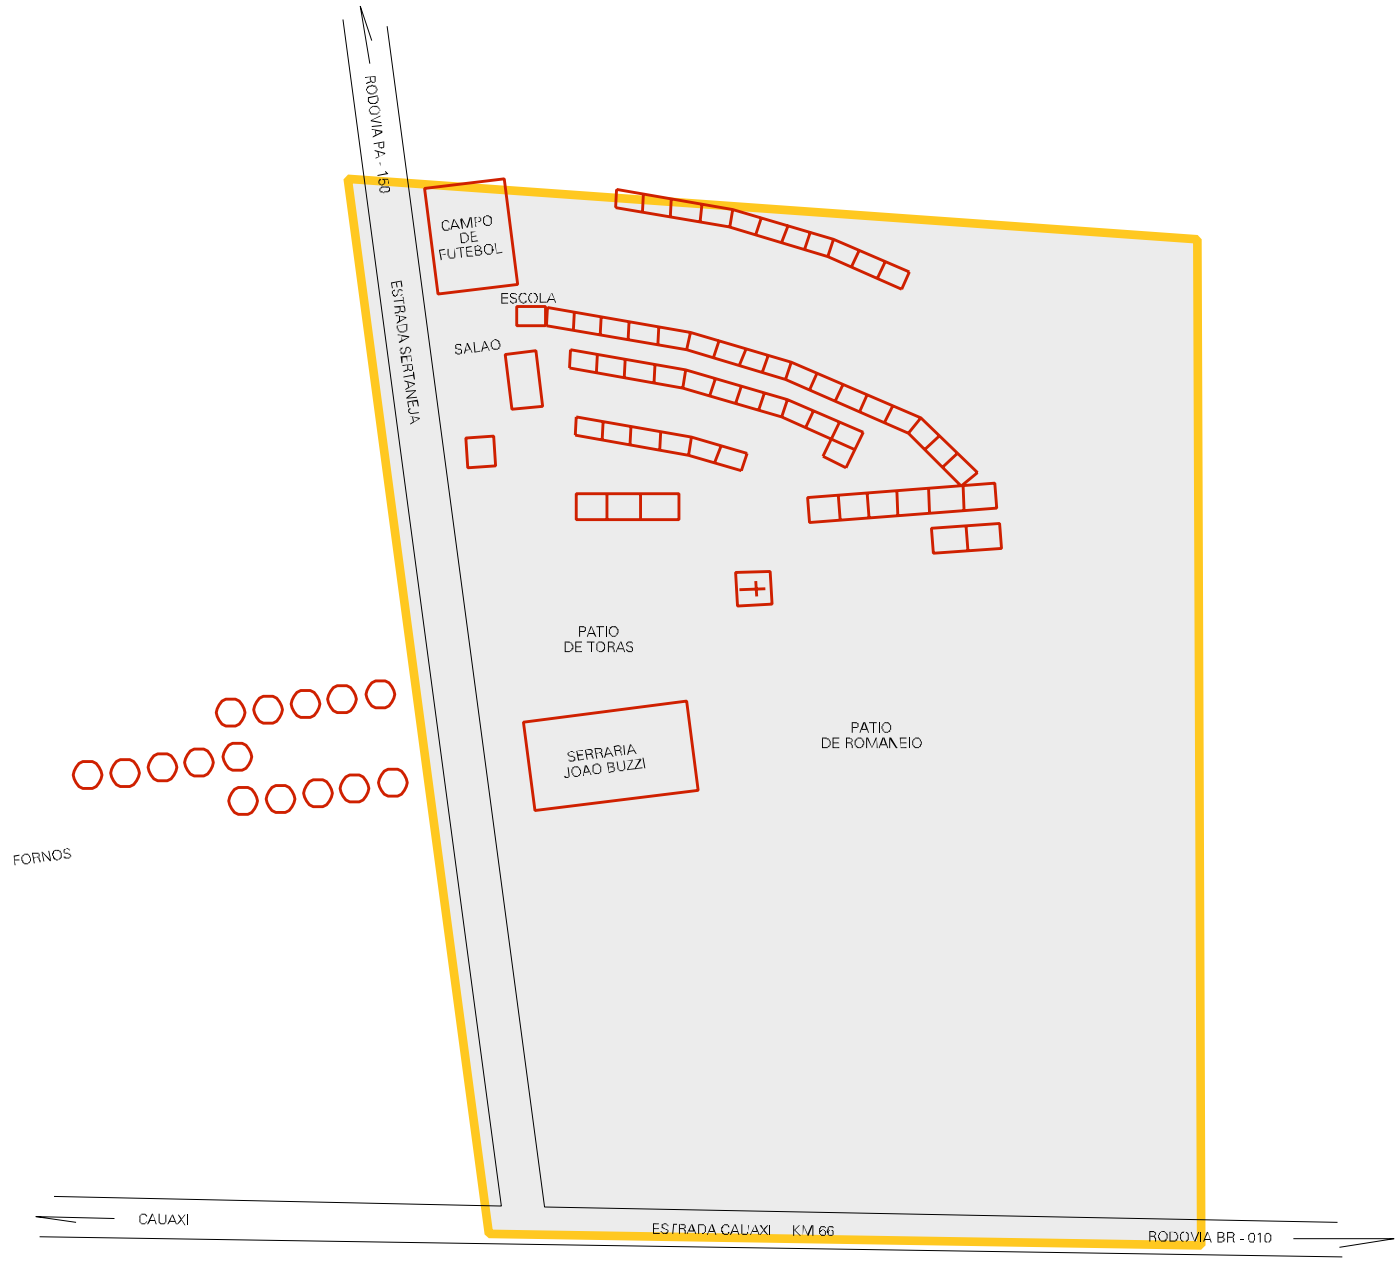 RODOVIA PA - 150
CAMPO
DE
FUTEBOL
ESCOLA
ESTRADA SERTANEJA
SALAO
PATIO
DE TORAS
PATIO
DE ROMANEIO
SERRARIA
JOAO BUZZI
FORNOS
CAUAXI
ESTRADA CAUAXI KM 66
RODOVIA BR - 010